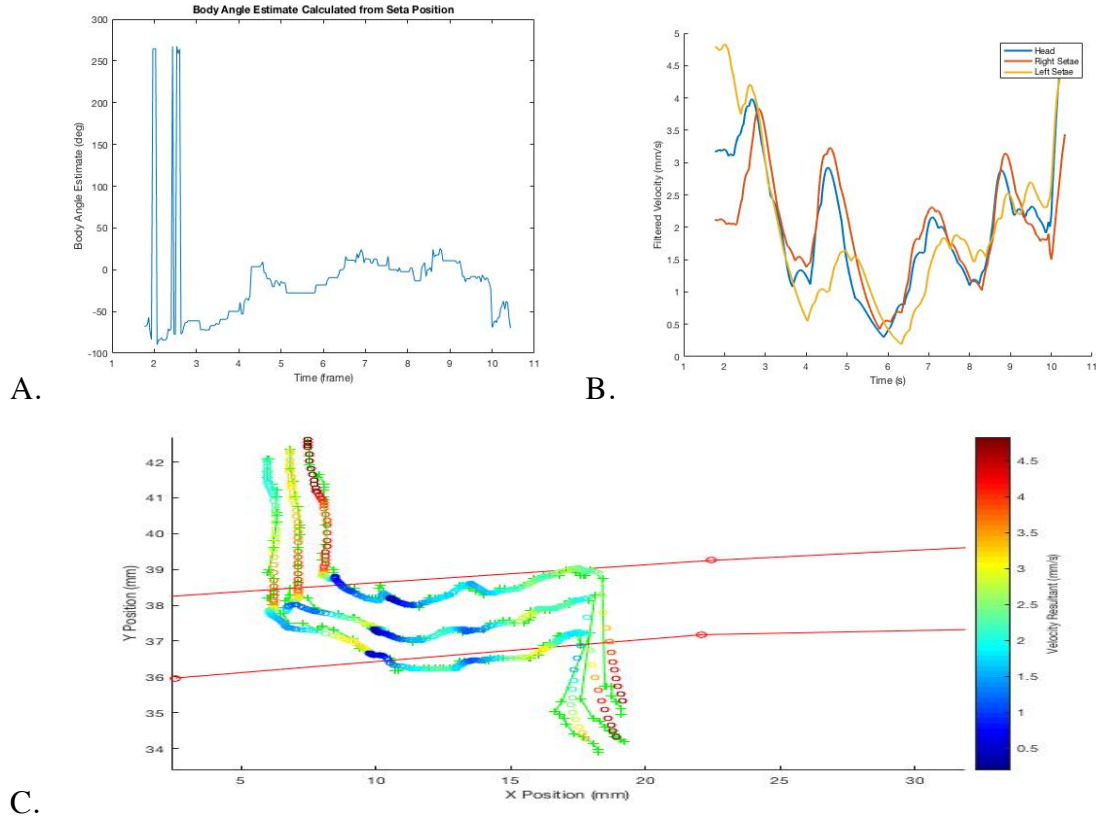 Body Angle Estimate Calculated from Seta Position
300
250
200
150
100
50
0
-50
-100
Body Angle Estimate (deg)
1 2 3 4 5 6 7 8 9 10 11
Time (frame)
A.
5
4.5
4
3.5
3
2.5
2
1.5
1
0.5
0
Filtered Velocity (mm/s)
Head
Right Setae
Left Setae
1 2 3 4 5 6 7 8 9 10 11
Time (s)
B.
42
41
40
39
38
37
36
35
34
Y Position (mm)
5 10 15 20 25 30
X Position (mm)
4.5
4
3.5
3
2.5
2
1.5
1
0.5
Velocity Resultant (mm/s)
C.